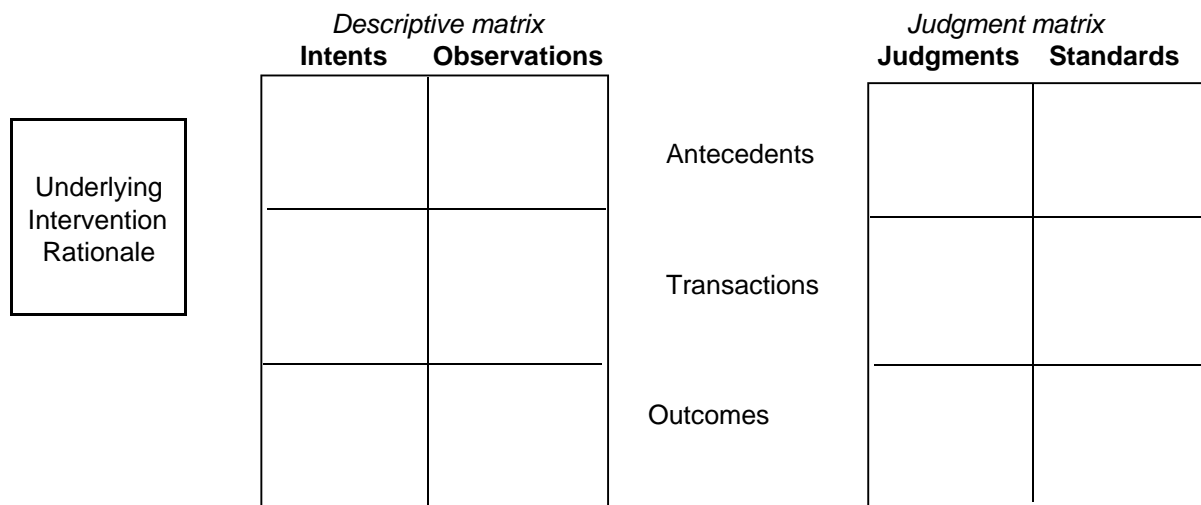 Descriptive matrix
Intents Observations
Judgment matrix
Judgments Standards
Underlying
Intervention
Rationale
Antecedents
Transactions
Outcomes